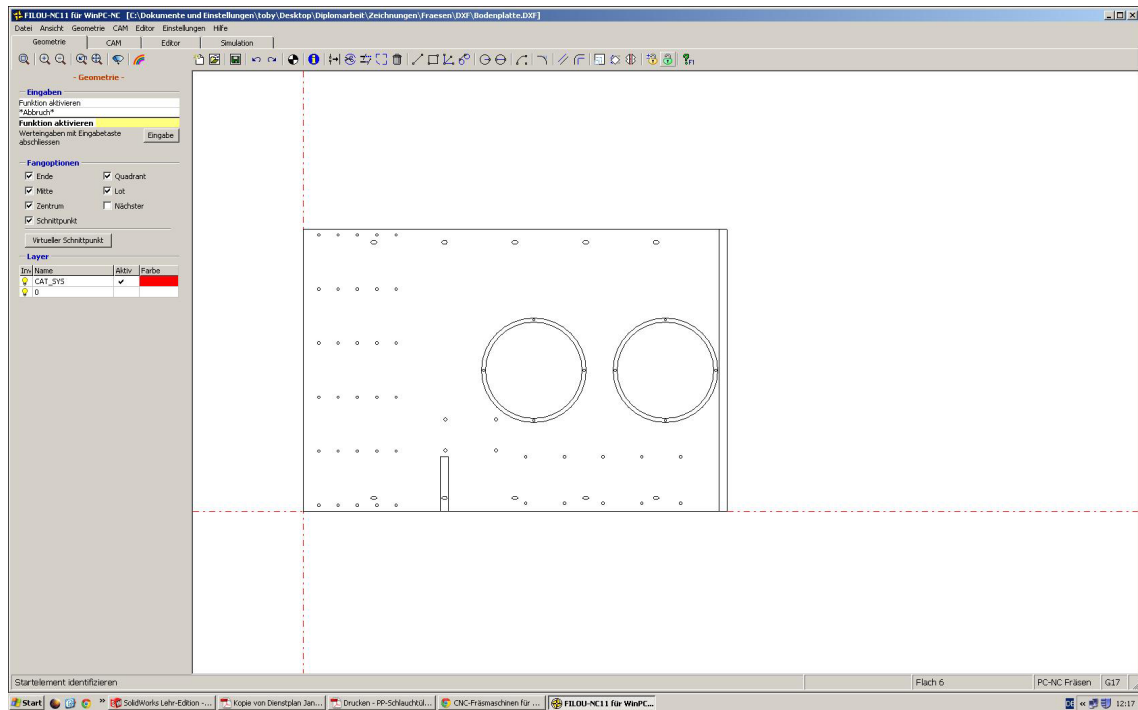 FILOU-NC11 für WinPC-NC [C:\Dokumente und Einstellungen\toby\Desktop\Diplomarbeit\Zeichnungen\Fraesen\DXF\Bodenplatte.DXF]
Datei Ansicht Geometrie CAM Editor Einstellungen Hilfe
Geometrie CAM Editor Simulation
- Geometrie -
Eingaben
Funktion aktivieren
*Abbruch*
Funktion aktivieren
Werteingaben mit Eingabetaste
abschliessen
Eingabe
Fangoptionen
Ende Quadrant
Mitte Lot
Zentrum Nächster
Schnittpunkt
Virtueller Schnittpunkt
Layer
Inv Name Aktiv Farbe
CAT_SYS
0
Startelement identifizieren Flach 6 PC-NC Fräsen G17
Start SolidWorks Lehr-Edition -... Kopie von Dienstplan Jan... Drucken - PP-Schlauchtül... CNC-Fräsmaschinen für ... FILOU-NC11 für WinPC... DE 12:17